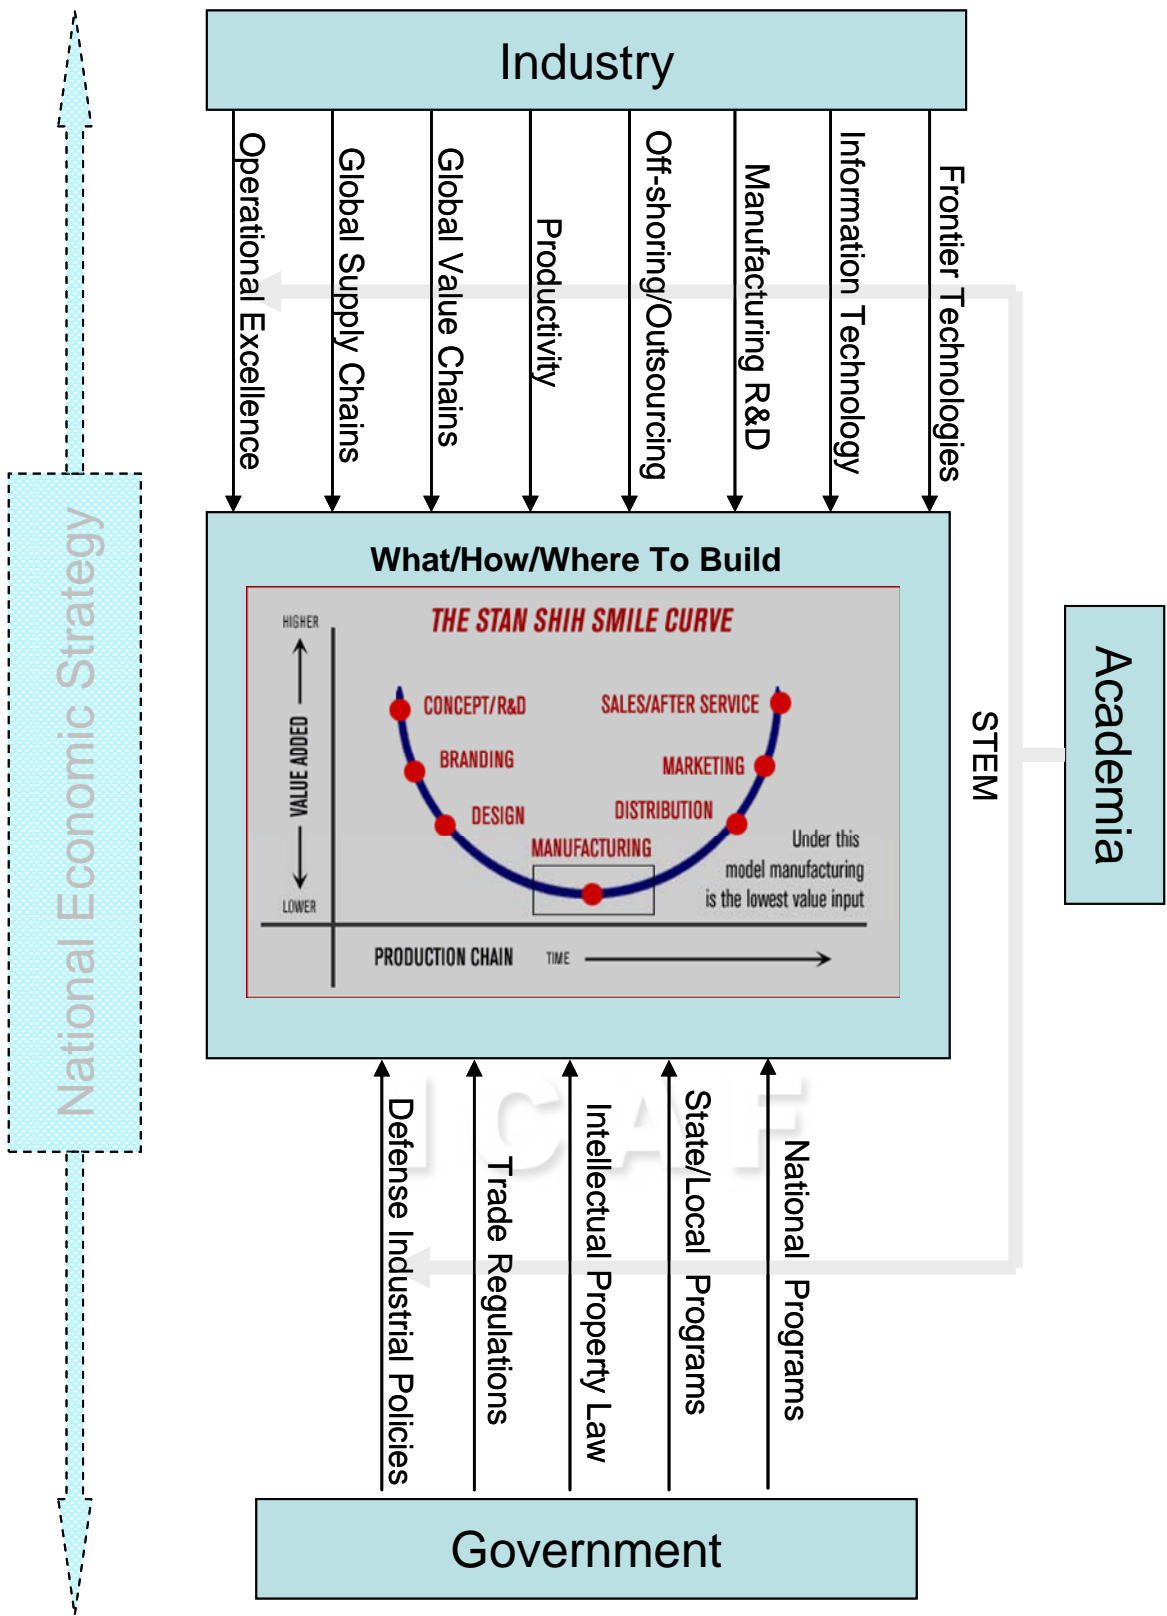 Industry
Operational Excellence
Global Supply Chains
Global Value Chains
Productivity
Off-shoring/Outsourcing
Manufacturing R&D
Information Technology
Frontier Technologies
National Economic Strategy
What/How/Where To Build
THE STAN SHIH SMILE CURVE
HIGHER
VALUE ADDED
LOWER
CONCEPT/R&D
BRANDING
DESIGN
MANUFACTURING
SALES/AFTER SERVICE
MARKETING
DISTRIBUTION
Under this
model manufacturing
is the lowest value input
PRODUCTION CHAIN
TIME
STEM
Academia
ICAF
Defense Industrial Policies
Trade Regulations
Intellectual Property Law
State/Local Programs
National Programs
Government